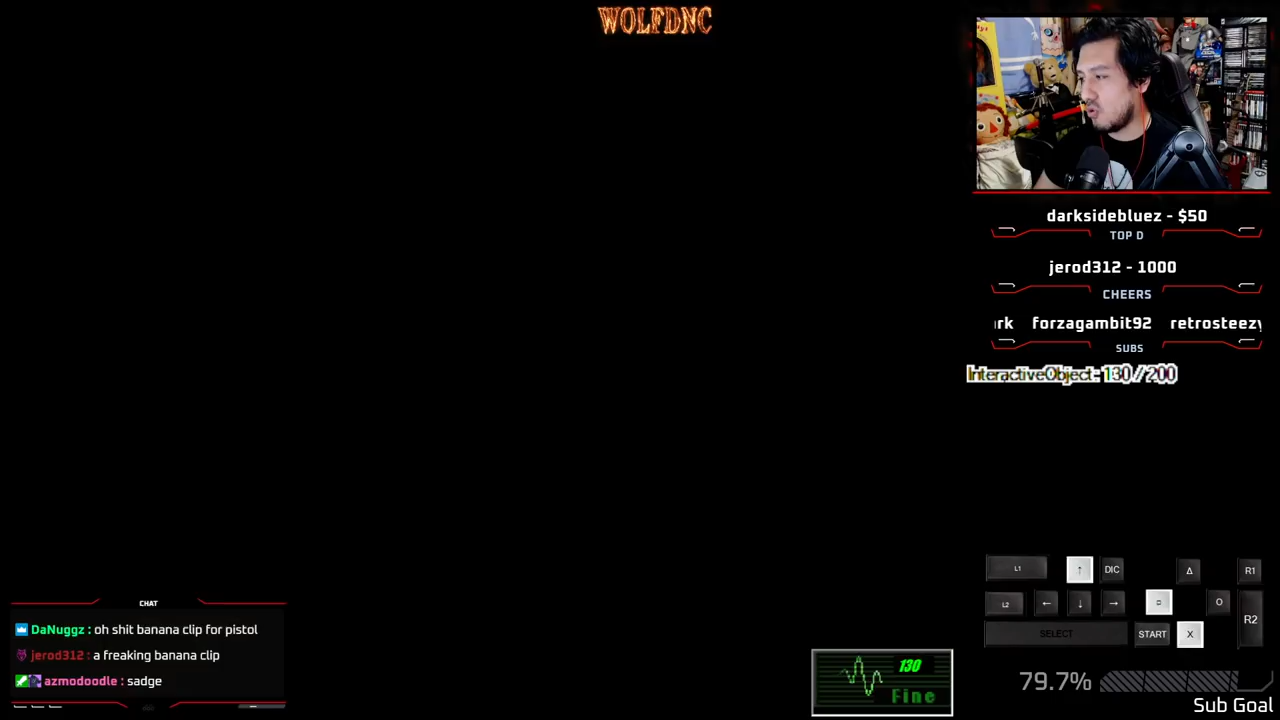 WOLFDNC
darksidebluez - $50
TOP D
jerod312 - 1000
CHEERS
forzagambit92 retrosteezy
SUBS
InteractiveObject: 130//200
L1 ↑ DIC Δ R1
L2 ← ↓ → □ O R2
SELECT START X
CHAT
DaNuggz : oh shit banana clip for pistol
jerod312 : a freaking banana clip
azmodoodle : sadge
130
Fine
79.7%
Sub Goal